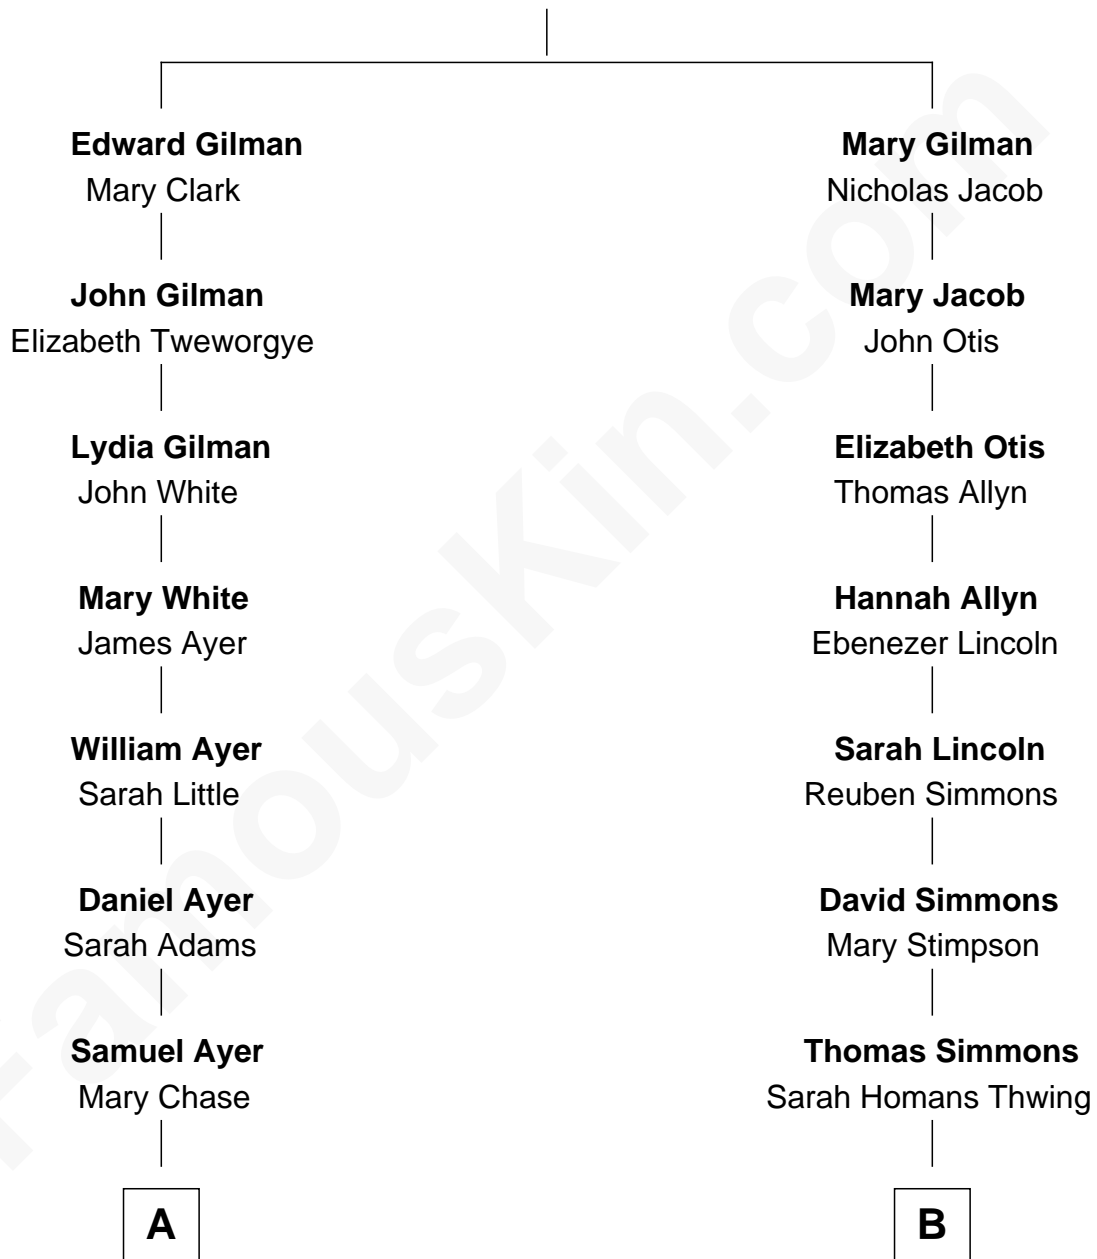 Edward Gilman
Mary Clark
John Gilman
Elizabeth Tweworgye
Lydia Gilman
John White
Mary White
James Ayer
William Ayer
Sarah Little
Daniel Ayer
Sarah Adams
Samuel Ayer
Mary Chase
A
Mary Gilman
Nicholas Jacob
Mary Jacob
John Otis
Elizabeth Otis
Thomas Allyn
Hannah Allyn
Ebenezer Lincoln
Sarah Lincoln
Reuben Simmons
David Simmons
Mary Stimpson
Thomas Simmons
Sarah Homans Thwing
B
FamousKin.com